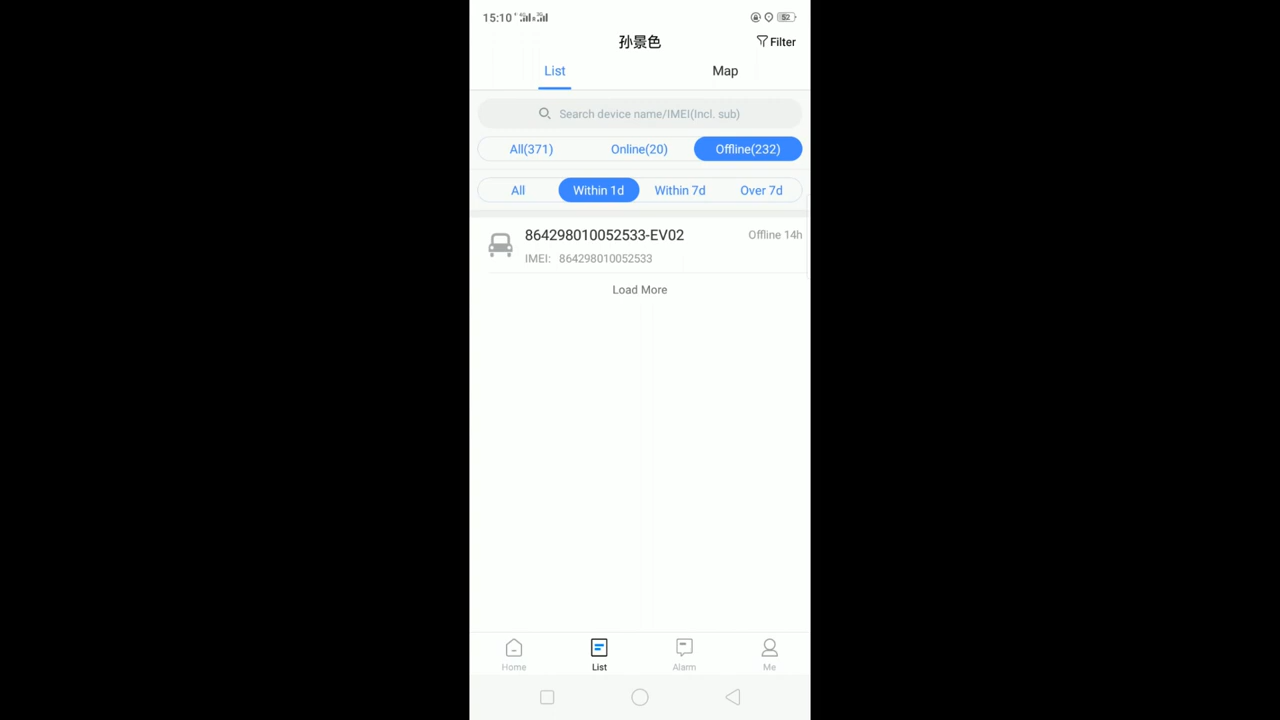 15:10 52
孙景色 Filter
List Map
Search device name/IMEI(Incl. sub)
All(371) Online(20) Offline(232)
All Within 1d Within 7d Over 7d
864298010052533-EV02 Offline 14h
IMEI: 864298010052533
Load More
Home List Alarm Me